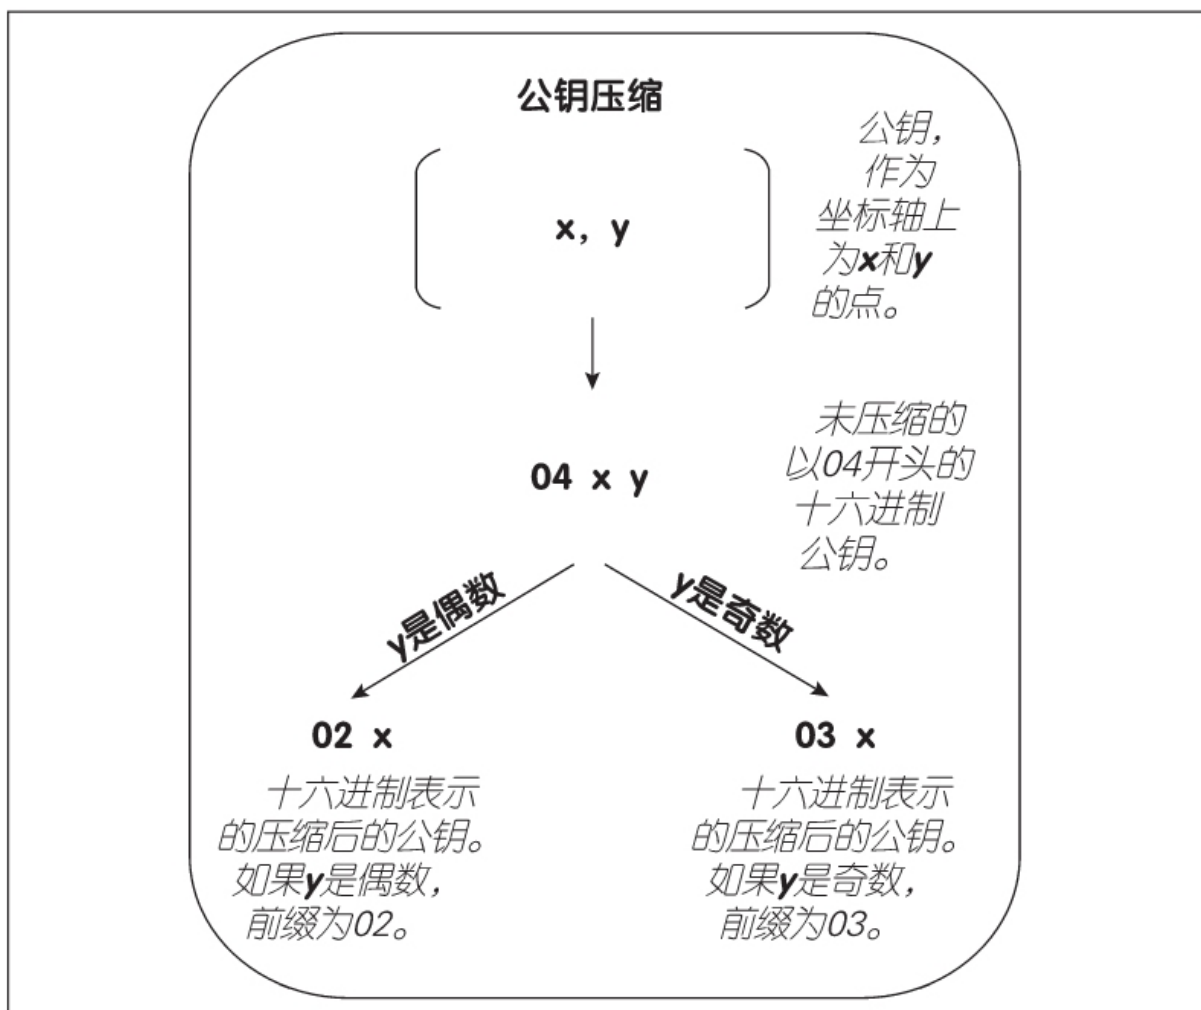 公钥压缩
x, y
公钥，
作为
坐标轴上
为x和y
的点。
04 x y
未压缩的
以04开头的
十六进制
公钥。
y是偶数
y是奇数
02 x
十六进制表示
的压缩后的公钥。
如果y是偶数，
前缀为02。
03 x
十六进制表示
的压缩后的公钥。
如果y是奇数，
前缀为03。